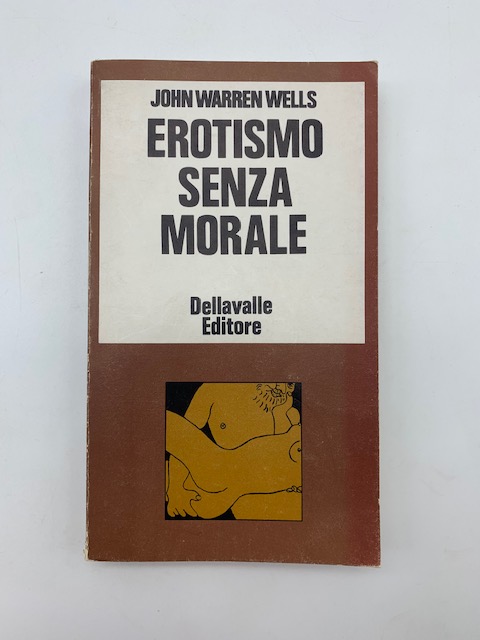 JOHN WARREN WELLS
EROTISMO
SENZA
MORALE
Dellavalle
Editore